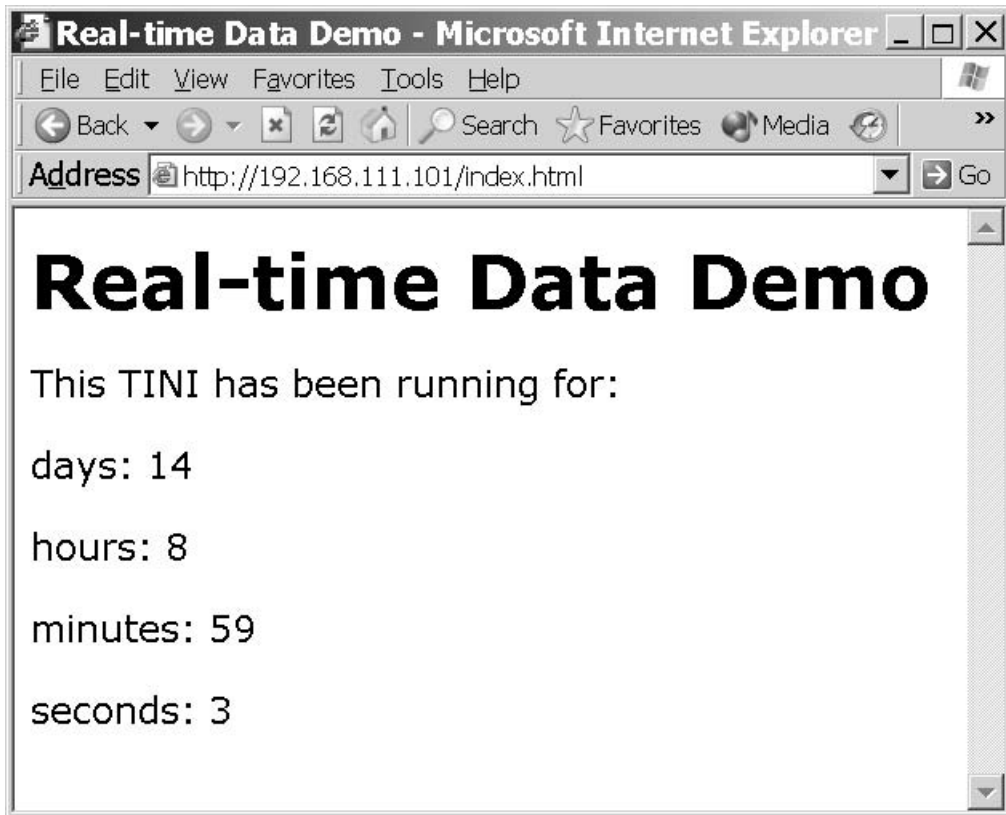 Real-time Data Demo - Microsoft Internet Explorer
File Edit View Favorites Tools Help
Back Search Favorites Media »
Address http://192.168.111.101/index.html Go
Real-time Data Demo
This TINI has been running for:
days: 14
hours: 8
minutes: 59
seconds: 3